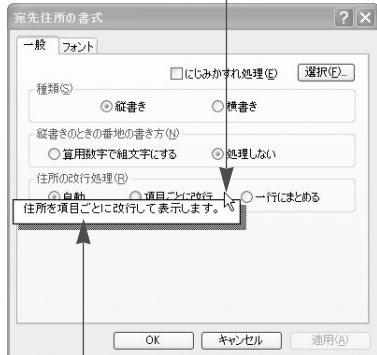 宛先住所の書式
一般 フォント
にじみかすれ処理(E) 選択(F)...
種類(S)
縦書き 横書き
縦書きのときの番地の書き方(N)
算用数字で組文字にする 処理しない
住所の改行処理(R)
自動 項目ごとに改行 一行にまとめる
住所を項目ごとに改行して表示します。
OK キャンセル 適用(A)